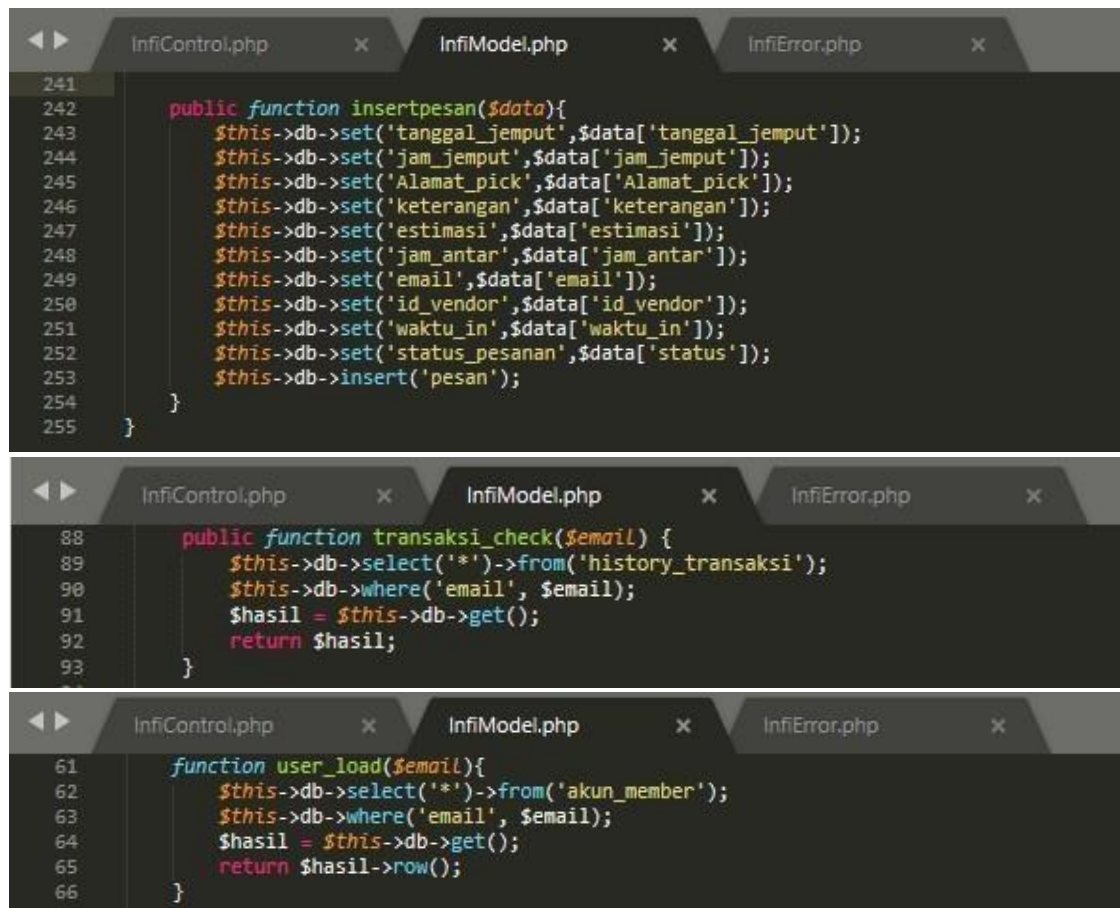 InfiControl.php × InfiModel.php × InfiError.php ×
241
242 public function insertpesan($data){
243 $this->db->set('tanggal_jemput',$data['tanggal_jemput']);
244 $this->db->set('jam_jemput',$data['jam_jemput']);
245 $this->db->set('Alamat_pick',$data['Alamat_pick']);
246 $this->db->set('keterangan',$data['keterangan']);
247 $this->db->set('estimasi',$data['estimasi']);
248 $this->db->set('jam_antar',$data['jam_antar']);
249 $this->db->set('email',$data['email']);
250 $this->db->set('id_vendor',$data['id_vendor']);
251 $this->db->set('waktu_in',$data['waktu_in']);
252 $this->db->set('status_pesanan',$data['status']);
253 $this->db->insert('pesan');
254 }
255 }
InfiControl.php × InfiModel.php × InfiError.php ×
88 public function transaksi_check($email) {
89 $this->db->select('*')->from('history_transaksi');
90 $this->db->where('email', $email);
91 $hasil = $this->db->get();
92 return $hasil;
93 }
InfiControl.php × InfiModel.php × InfiError.php ×
61 function user_load($email){
62 $this->db->select('*')->from('akun_member');
63 $this->db->where('email', $email);
64 $hasil = $this->db->get();
65 return $hasil->row();
66 }